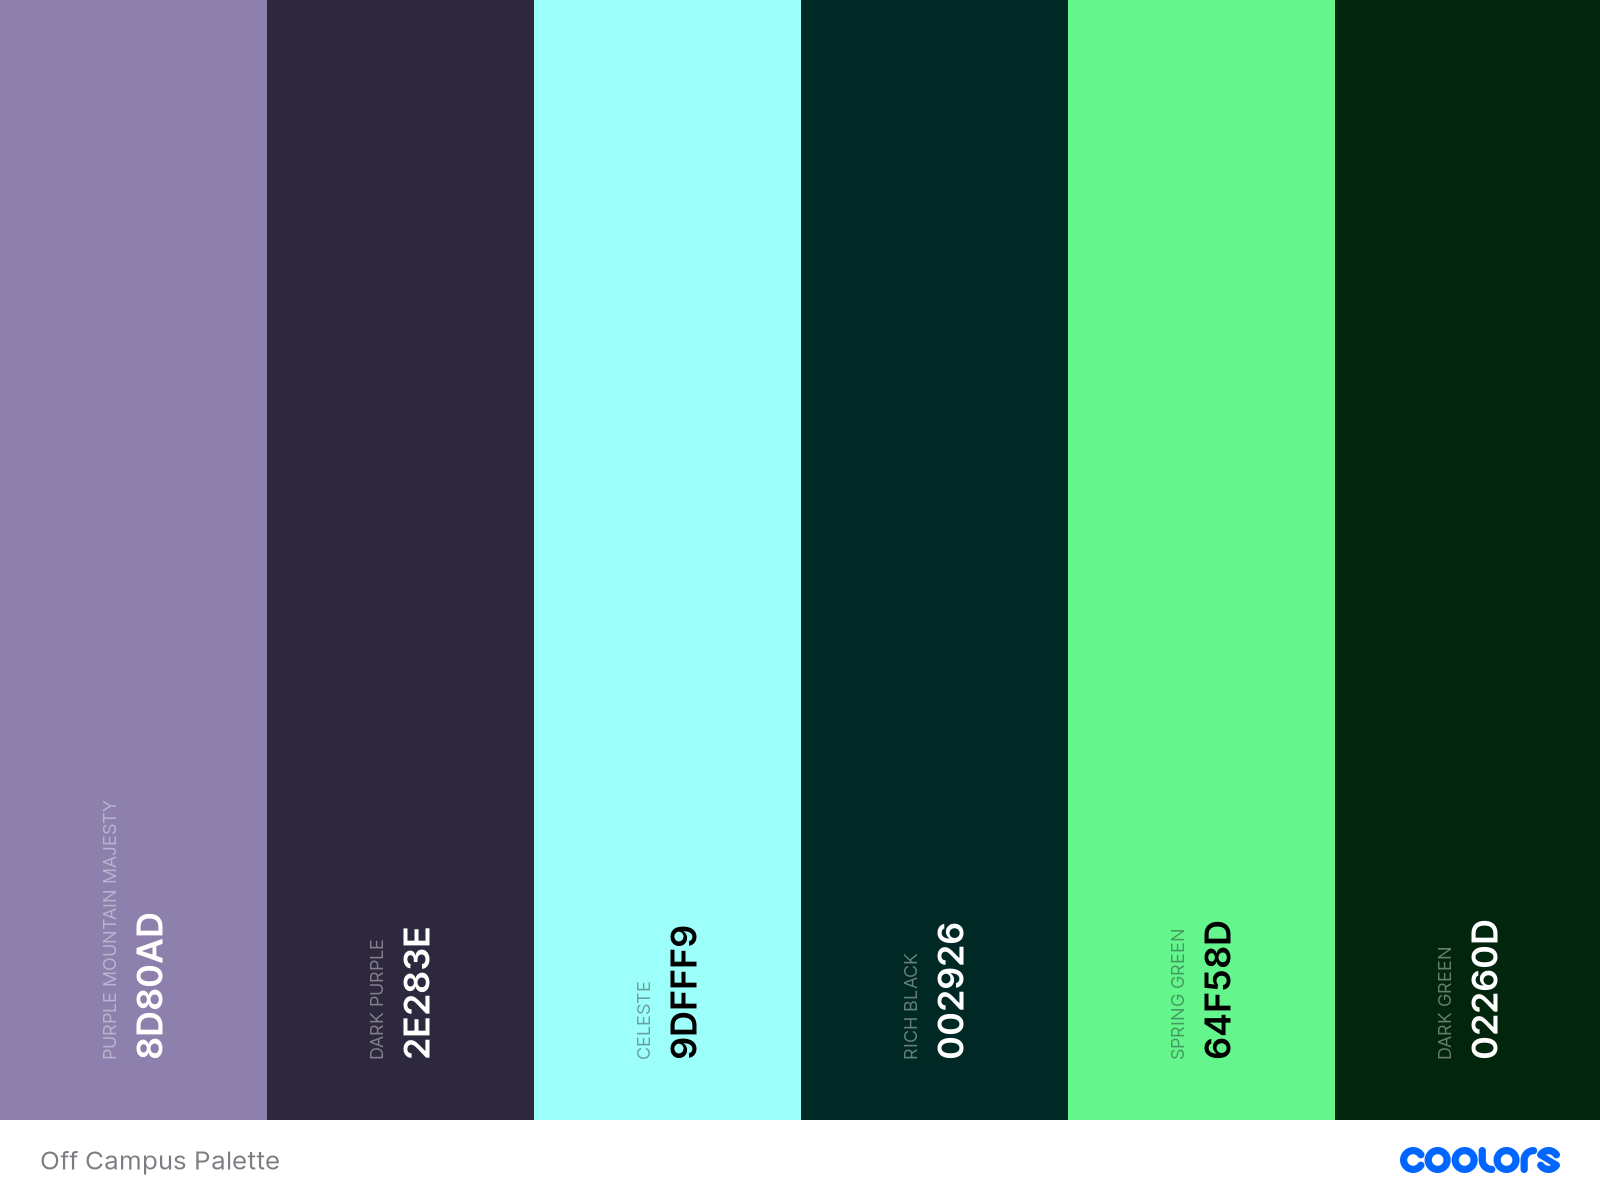 PURPLE MOUNTAIN MAJESTY
8D80AD
DARK PURPLE
2E283E
CELESTE
9DFFF9
RICH BLACK
002926
SPRING GREEN
64F58D
DARK GREEN
02260D
Off Campus Palette
coolors